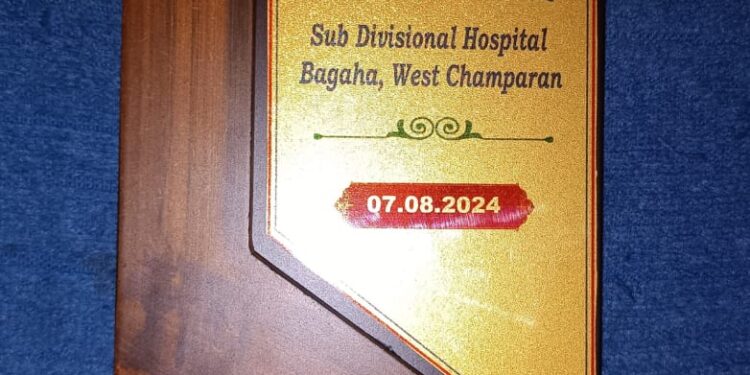 Sub Divisional Hospital
Bagaha, West Champaran
07.08.2024